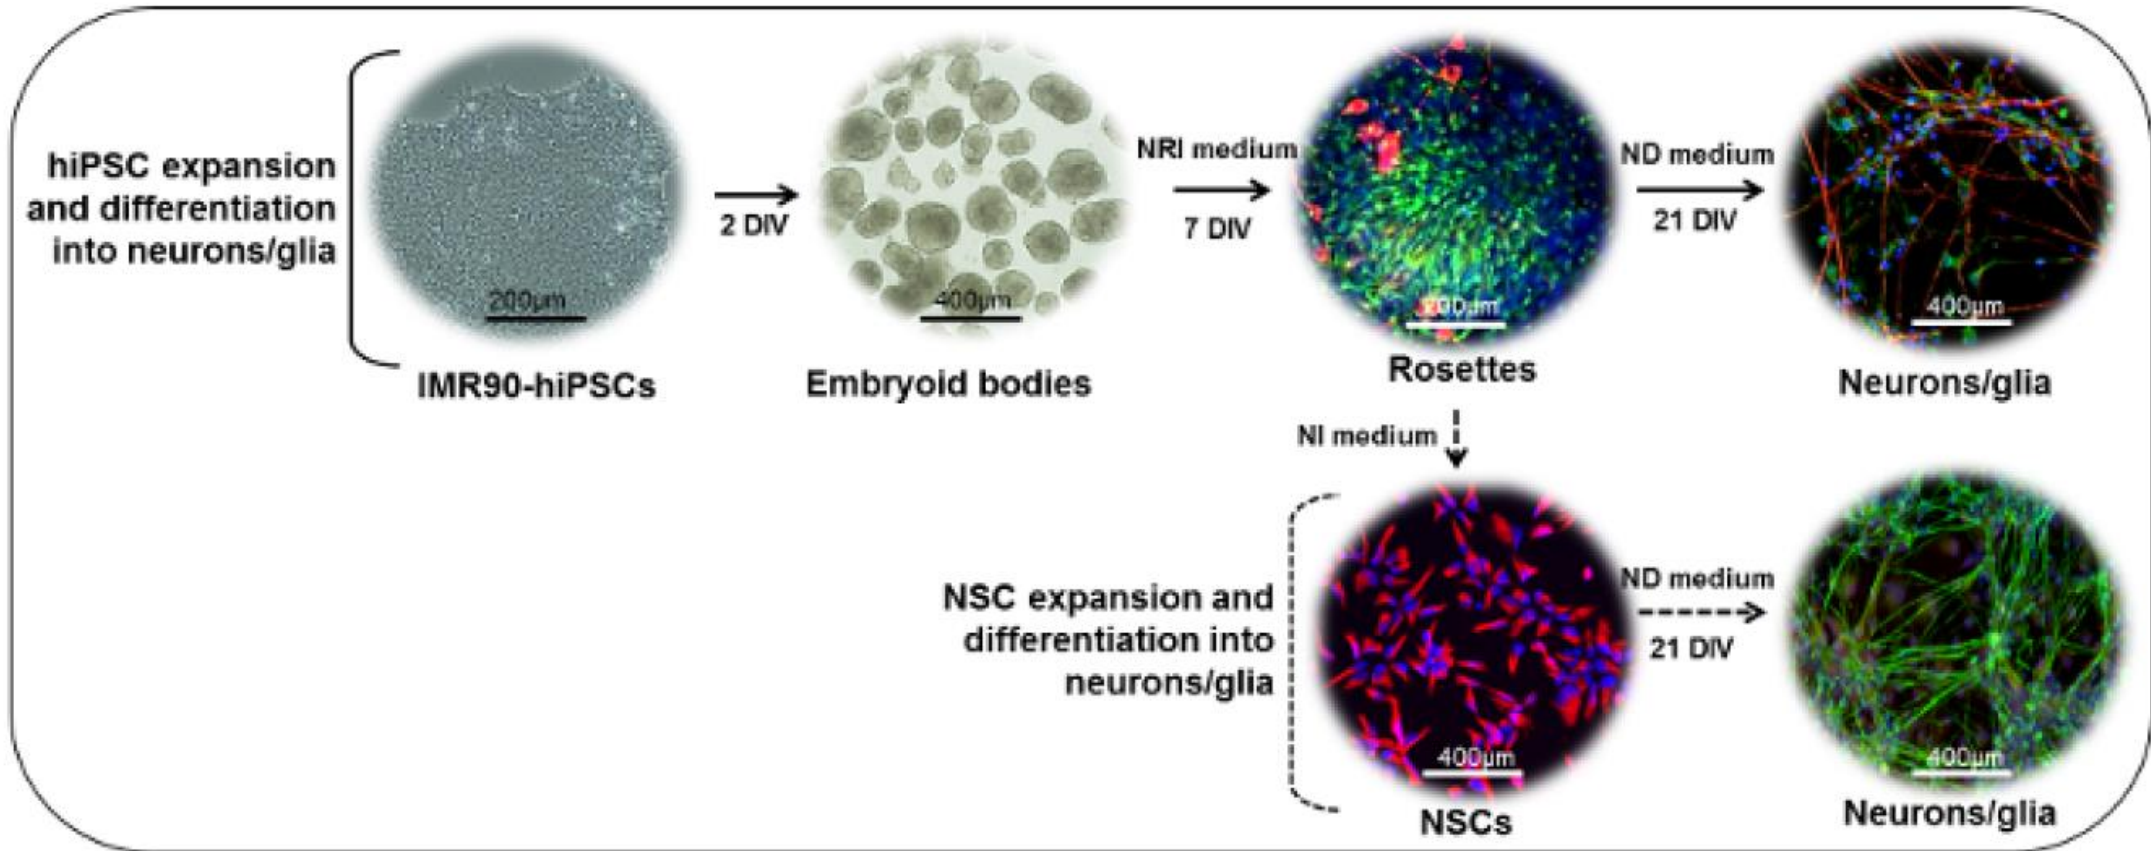 hiPSC expansion
and differentiation
into neurons/glia
200µm
IMR90-hiPSCs
2 DIV
400µm
Embryoid bodies
NRI medium
7 DIV
200µm
Rosettes
ND medium
21 DIV
400µm
Neurons/glia
NI medium
NSC expansion and
differentiation into
neurons/glia
400µm
NSCs
ND medium
21 DIV
400µm
Neurons/glia